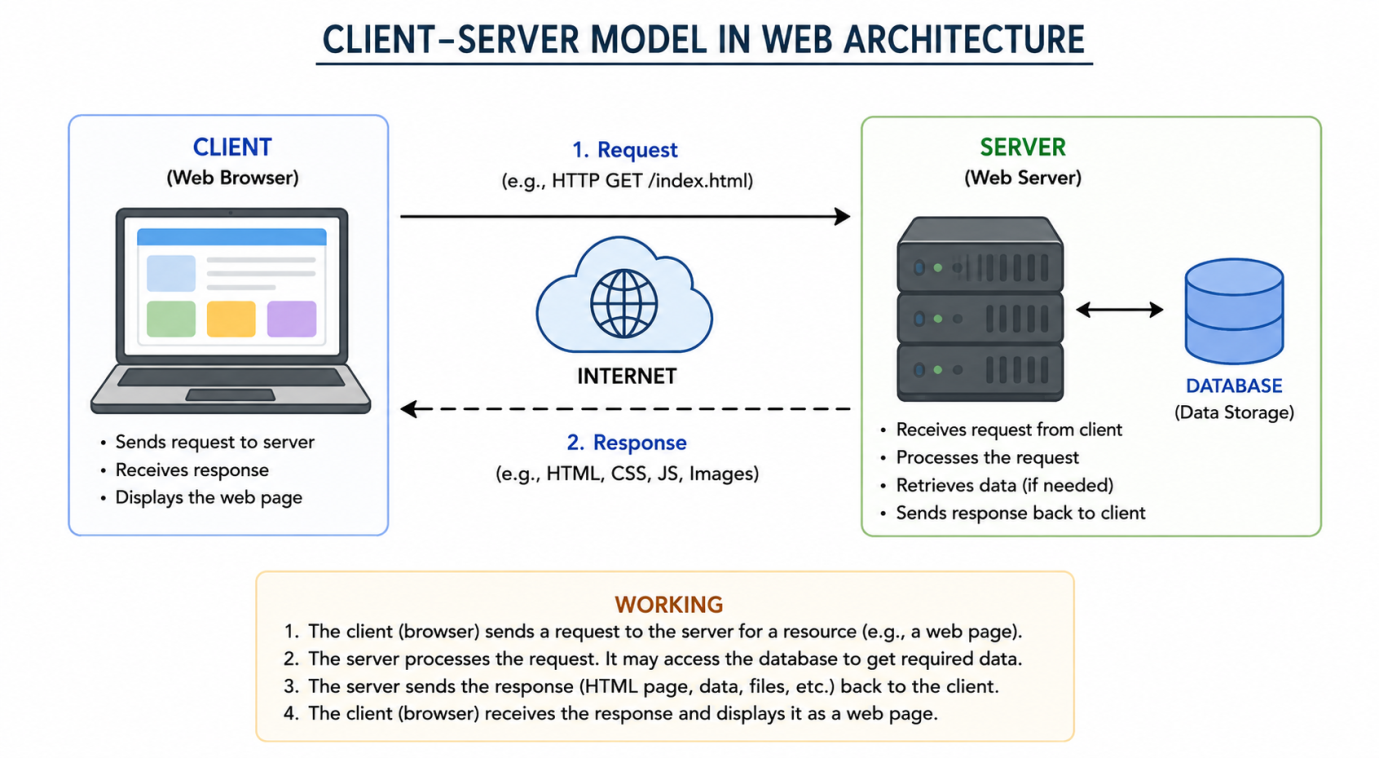 CLIENT–SERVER MODEL IN WEB ARCHITECTURE
CLIENT
(Web Browser)
• Sends request to server
• Receives response
• Displays the web page
1. Request
(e.g., HTTP GET /index.html)
INTERNET
2. Response
(e.g., HTML, CSS, JS, Images)
SERVER
(Web Server)
DATABASE
(Data Storage)
• Receives request from client
• Processes the request
• Retrieves data (if needed)
• Sends response back to client
WORKING
1. The client (browser) sends a request to the server for a resource (e.g., a web page).
2. The server processes the request. It may access the database to get required data.
3. The server sends the response (HTML page, data, files, etc.) back to the client.
4. The client (browser) receives the response and displays it as a web page.